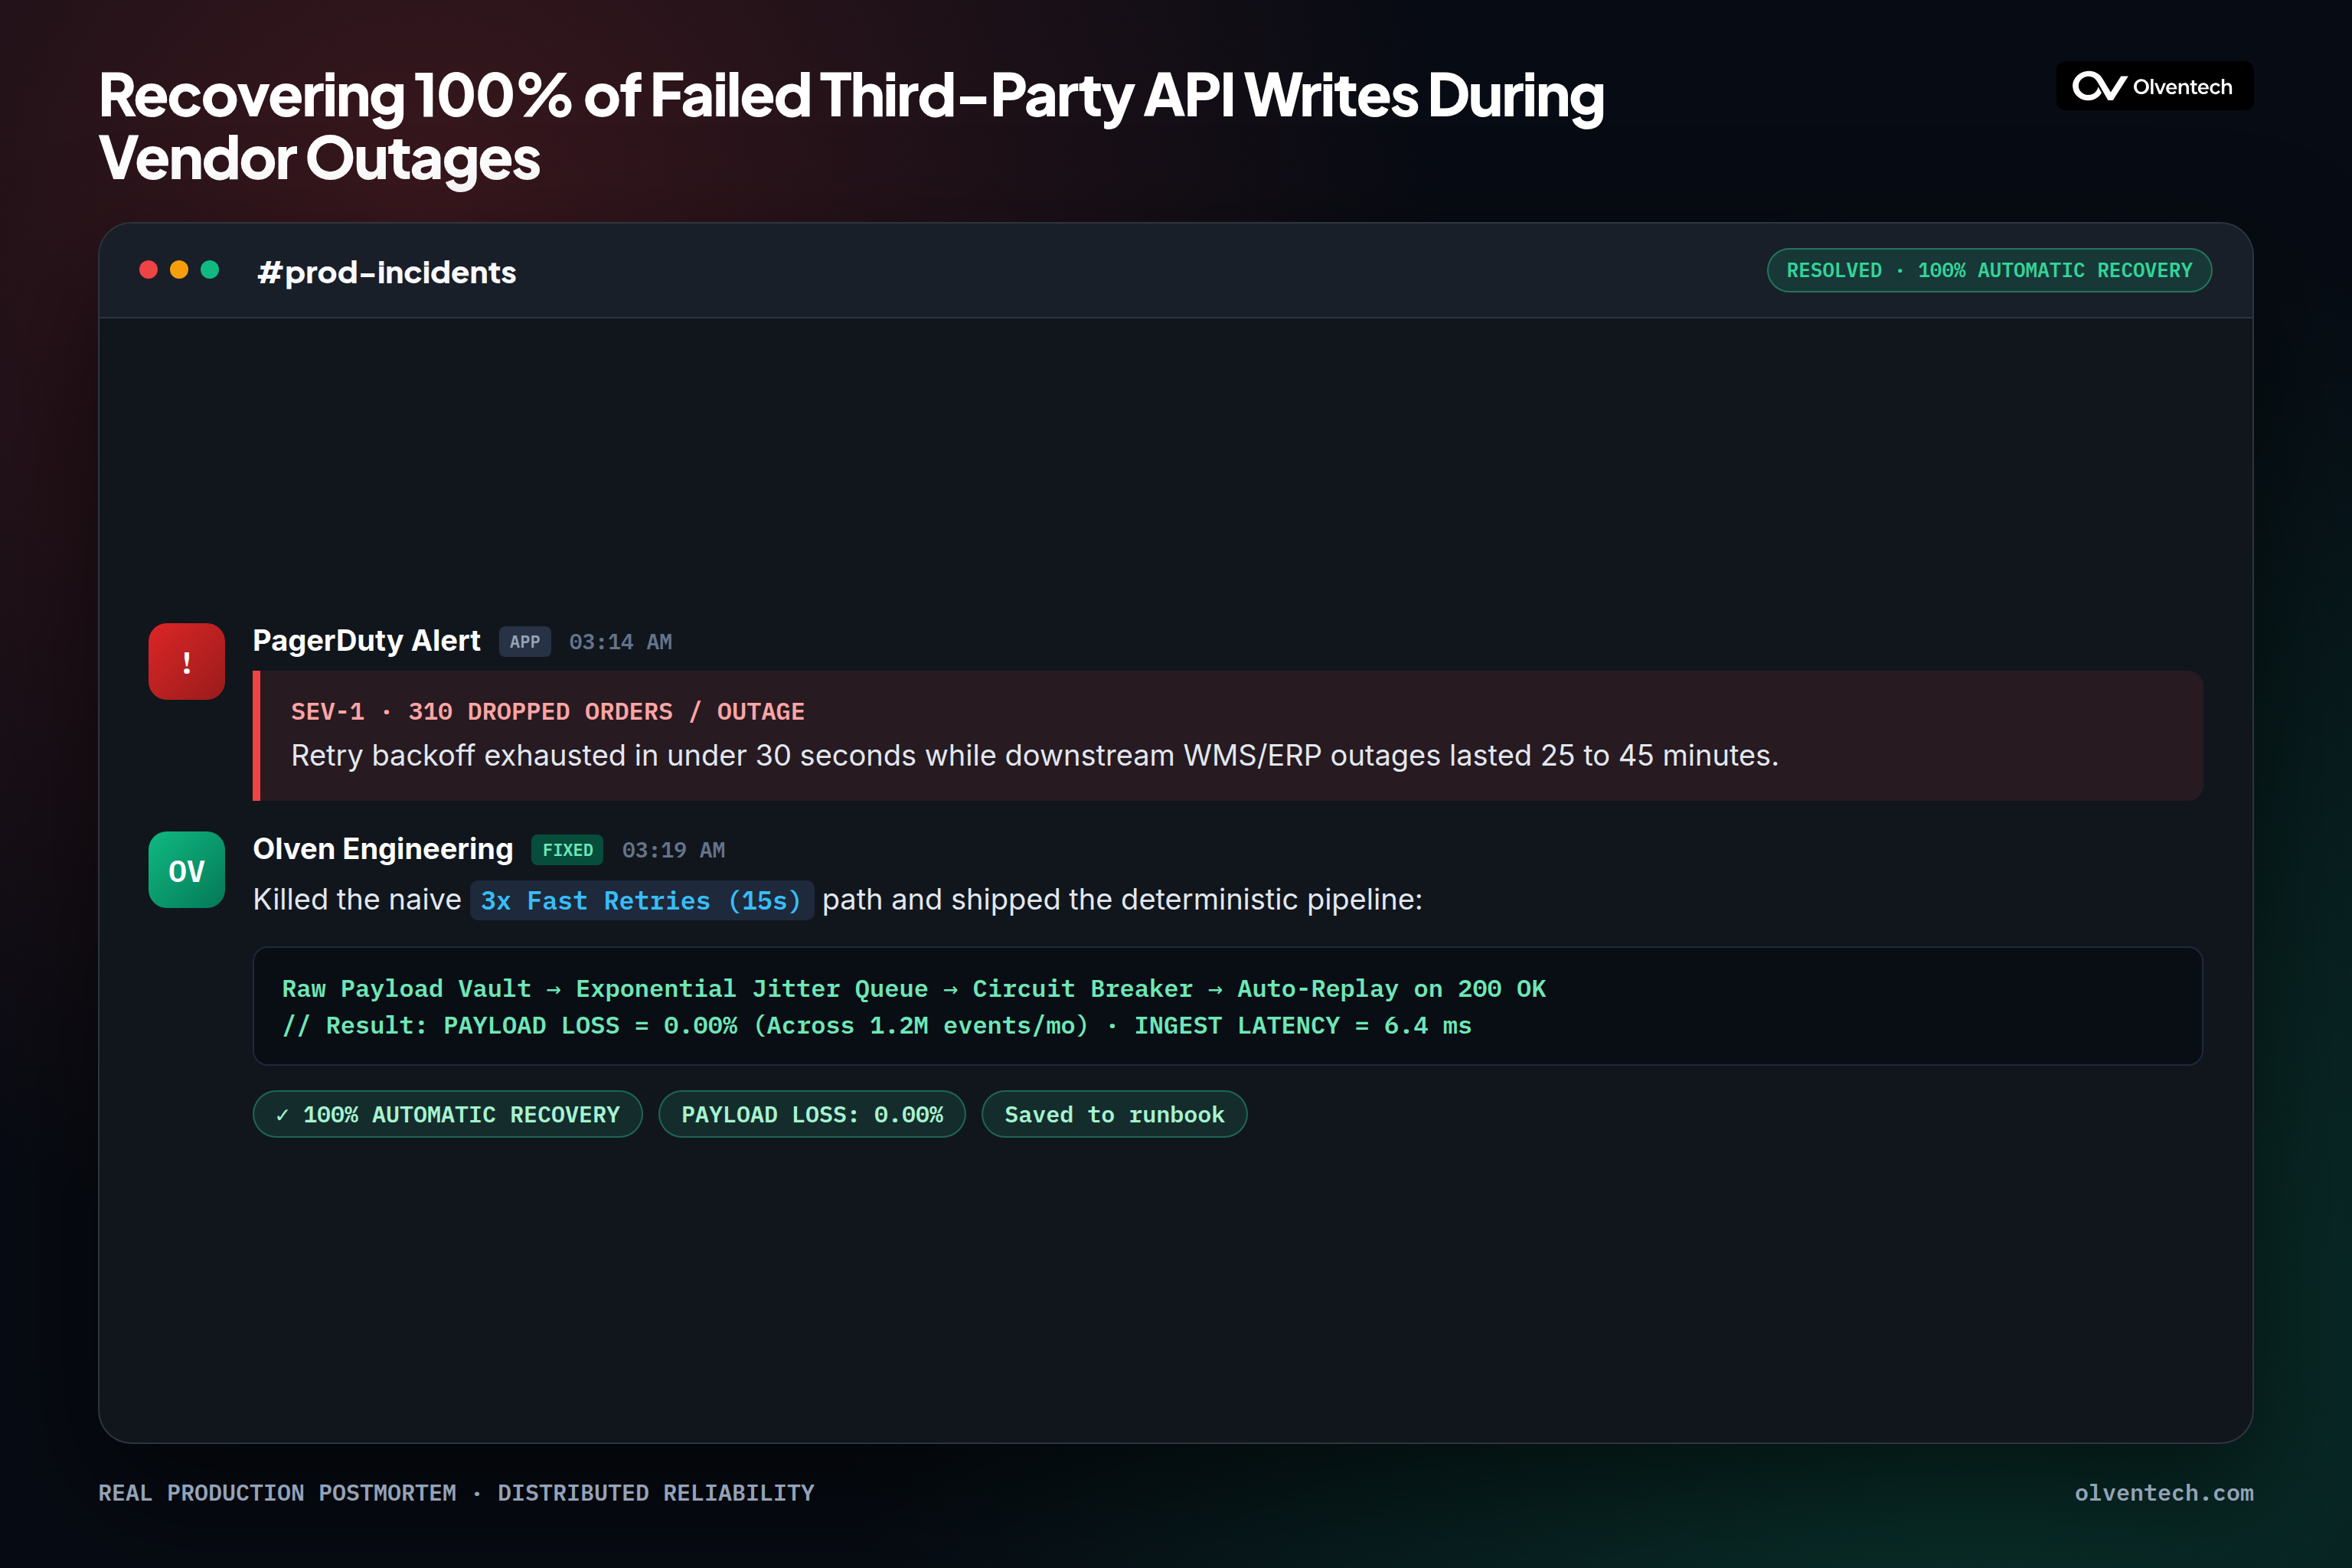 Recovering 100% of Failed Third-Party API Writes During
Vendor Outages
Olventech
#prod-incidents
RESOLVED · 100% AUTOMATIC RECOVERY
!
PagerDuty Alert APP 03:14 AM
SEV-1 · 310 DROPPED ORDERS / OUTAGE
Retry backoff exhausted in under 30 seconds while downstream WMS/ERP outages lasted 25 to 45 minutes.
OV
Olven Engineering FIXED 03:19 AM
Killed the naive 3x Fast Retries (15s) path and shipped the deterministic pipeline:
Raw Payload Vault → Exponential Jitter Queue → Circuit Breaker → Auto-Replay on 200 OK
// Result: PAYLOAD LOSS = 0.00% (Across 1.2M events/mo) · INGEST LATENCY = 6.4 ms
✓ 100% AUTOMATIC RECOVERY PAYLOAD LOSS: 0.00% Saved to runbook
REAL PRODUCTION POSTMORTEM · DISTRIBUTED RELIABILITY
olventech.com